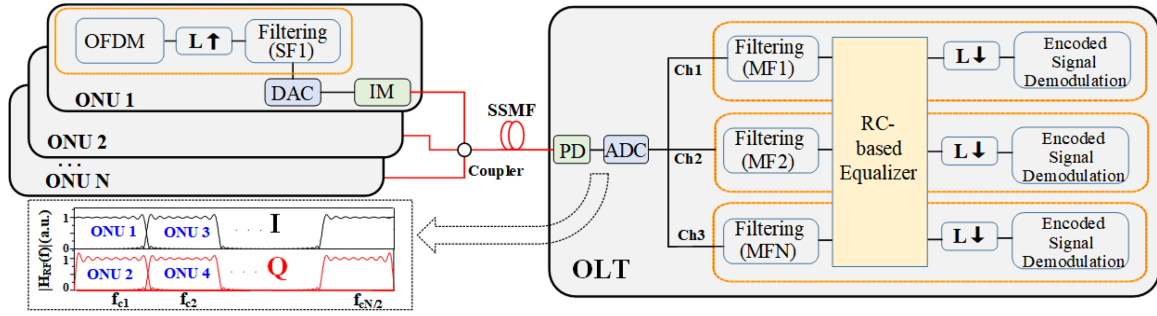 OFDM
L ↑
Filtering
(SF1)
DAC
IM
ONU 1
ONU 2
...
ONU N
SSMF
Coupler
PD
ADC
Ch1
Ch2
Ch3
Filtering
(MF1)
Filtering
(MF2)
Filtering
(MFN)
RC-
based
Equalizer
L ↓
Encoded
Signal
Demodulation
L ↓
Encoded
Signal
Demodulation
L ↓
Encoded
Signal
Demodulation
OLT
|H_RF(f)|(a.u.)
1
0
ONU 1
ONU 3
. . . .
I
1
0
ONU 2
ONU 4
. . . .
Q
f_c1
f_c2
f_cN/2